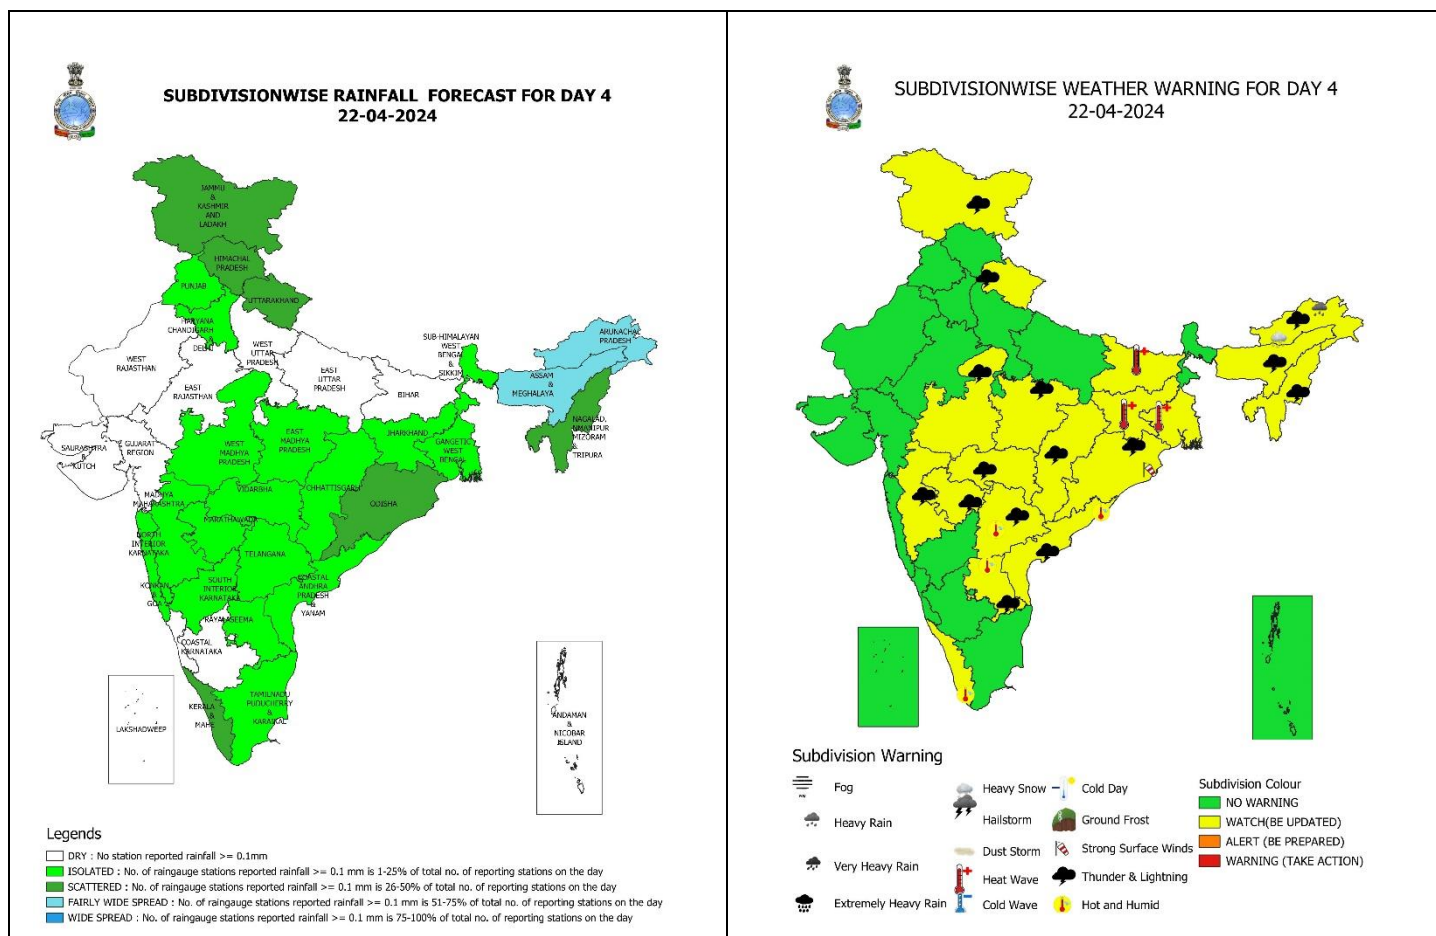 SUBDIVISIONWISE RAINFALL FORECAST FOR DAY 4
22-04-2024
JAMMU
&
KASHMIR
AND
LADAKH
HIMACHAL
PRADESH
PUNJAB
UTTARAKHAND
HARYANA
CHANDIGARH
&
DELHI
WEST
RAJASTHAN
WEST
UTTAR
PRADESH
EAST
UTTAR
PRADESH
EAST
RAJASTHAN
BIHAR
SUB-HIMALAYAN
WEST
BENGAL
&
SIKKIM
ARUNACHAL
PRADESH
ASSAM
&
MEGHALAYA
NAGALAD,
MIZORAM
&
TRIPURA
SAURASHTRA
&
KUTCH
GUJARAT
REGION
WEST
MADHYA
PRADESH
EAST
MADHYA
PRADESH
JHARKHAND
GANGETIC
WEST
BENGAL
VIDARBHA
CHHATTISGARH
ODISHA
MADHYA
MAHARASHTRA
MARATHAWADA
NORTH
INTERIOR
KARNATAKA
TELANGANA
KONKAN
&
GOA
SOUTH
INTERIOR
KARNATAKA
COASTAL
ANDHRA
PRADESH
&
YANAM
RAYALASEEMA
COASTAL
KARNATAKA
TAMILNADU
PUDUCHERRY
&
KARAIKAL
KERALA
&
MAHE
LAKSHADWEEP
ANDAMAN
&
NICOBAR
ISLAND
Legends
DRY : No station reported rainfall >= 0.1mm
ISOLATED : No. of raingauge stations reported rainfall >= 0.1 mm is 1-25% of total no. of reporting stations on the day
SCATTERED : No. of raingauge stations reported rainfall >= 0.1 mm is 26-50% of total no. of reporting stations on the day
FAIRLY WIDE SPREAD : No. of raingauge stations reported rainfall >= 0.1 mm is 51-75% of total no. of reporting stations on the day
WIDE SPREAD : No. of raingauge stations reported rainfall >= 0.1 mm is 75-100% of total no. of reporting stations on the day
SUBDIVISIONWISE WEATHER WARNING FOR DAY 4
22-04-2024
Subdivision Warning
Fog
Heavy Rain
Very Heavy Rain
Extremely Heavy Rain
Heavy Snow
Hailstorm
Dust Storm
Heat Wave
Cold Wave
Cold Day
Ground Frost
Strong Surface Winds
Thunder & Lightning
Hot and Humid
Subdivision Colour
NO WARNING
WATCH(BE UPDATED)
ALERT (BE PREPARED)
WARNING (TAKE ACTION)